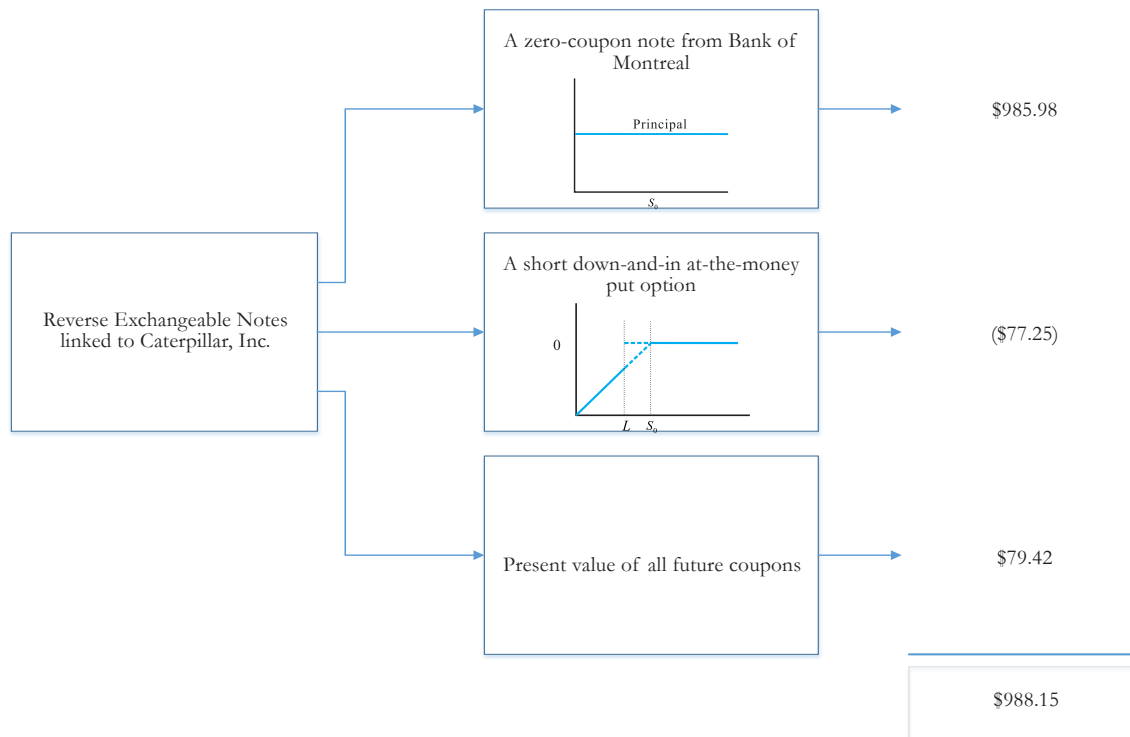 A zero-coupon note from Bank of
Montreal
Principal
S₀
$985.98
Reverse Exchangeable Notes
linked to Caterpillar, Inc.
A short down-and-in at-the-money
put option
0
L S₀
($77.25)
Present value of all future coupons
$79.42
$988.15